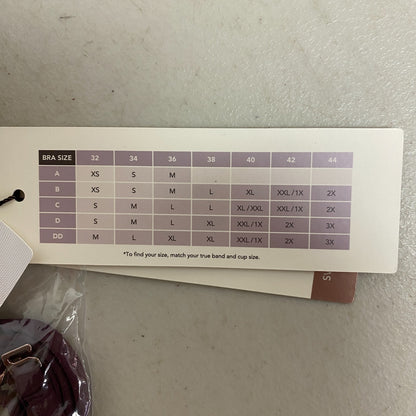 BRA SIZE 32 34 36 38 40 42 44
A XS S M
B XS S M L XL XXL/1X 2X
C S M L L XL/XXL XXL/1X 2X
D S M L XL XXL/1X 2X 3X
DD M L XL XL XXL/1X 2X 3X
*To find your size, match your true band and cup size.